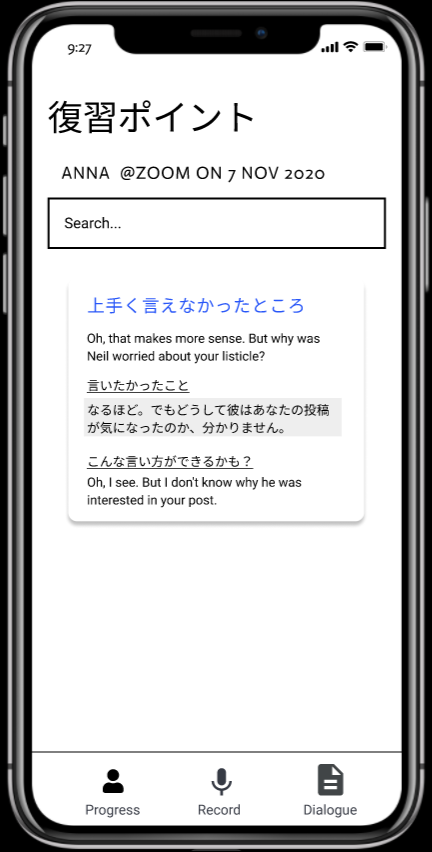 9:27
復習ポイント
ANNA @ZOOM ON 7 NOV 2020
Search...
上手く言えなかったところ
Oh, that makes more sense. But why was
Neil worried about your listicle?
言いたかったこと
なるほど。でもどうして彼はあなたの投稿
が気になったのか、分かりません。
こんな言い方ができるかも？
Oh, I see. But I don't know why he was
interested in your post.
Progress
Record
Dialogue